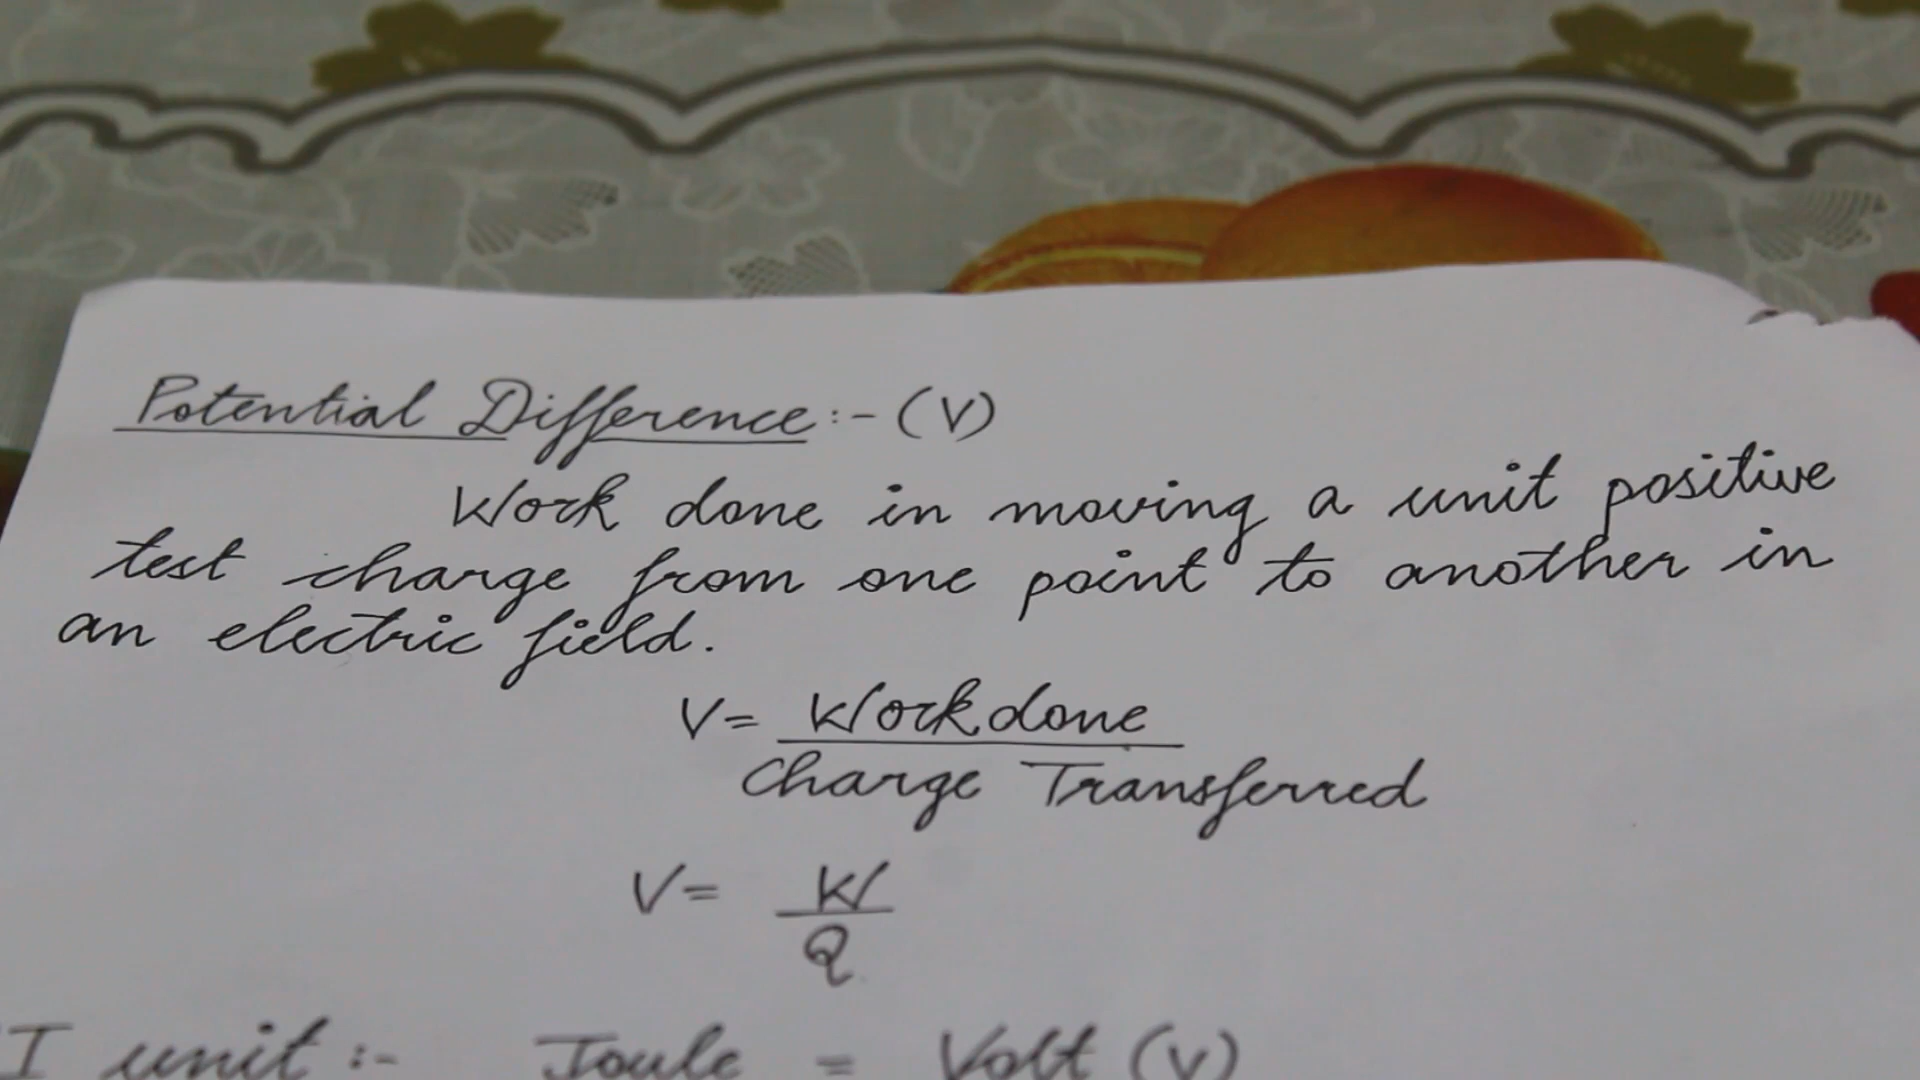 Potential Difference :- (V)
Work done in moving a unit positive
test charge from one point to another in
an electric field.
V= Work done
Charge Transferred
V= W
Q
I unit :- Joule = Volt (V)